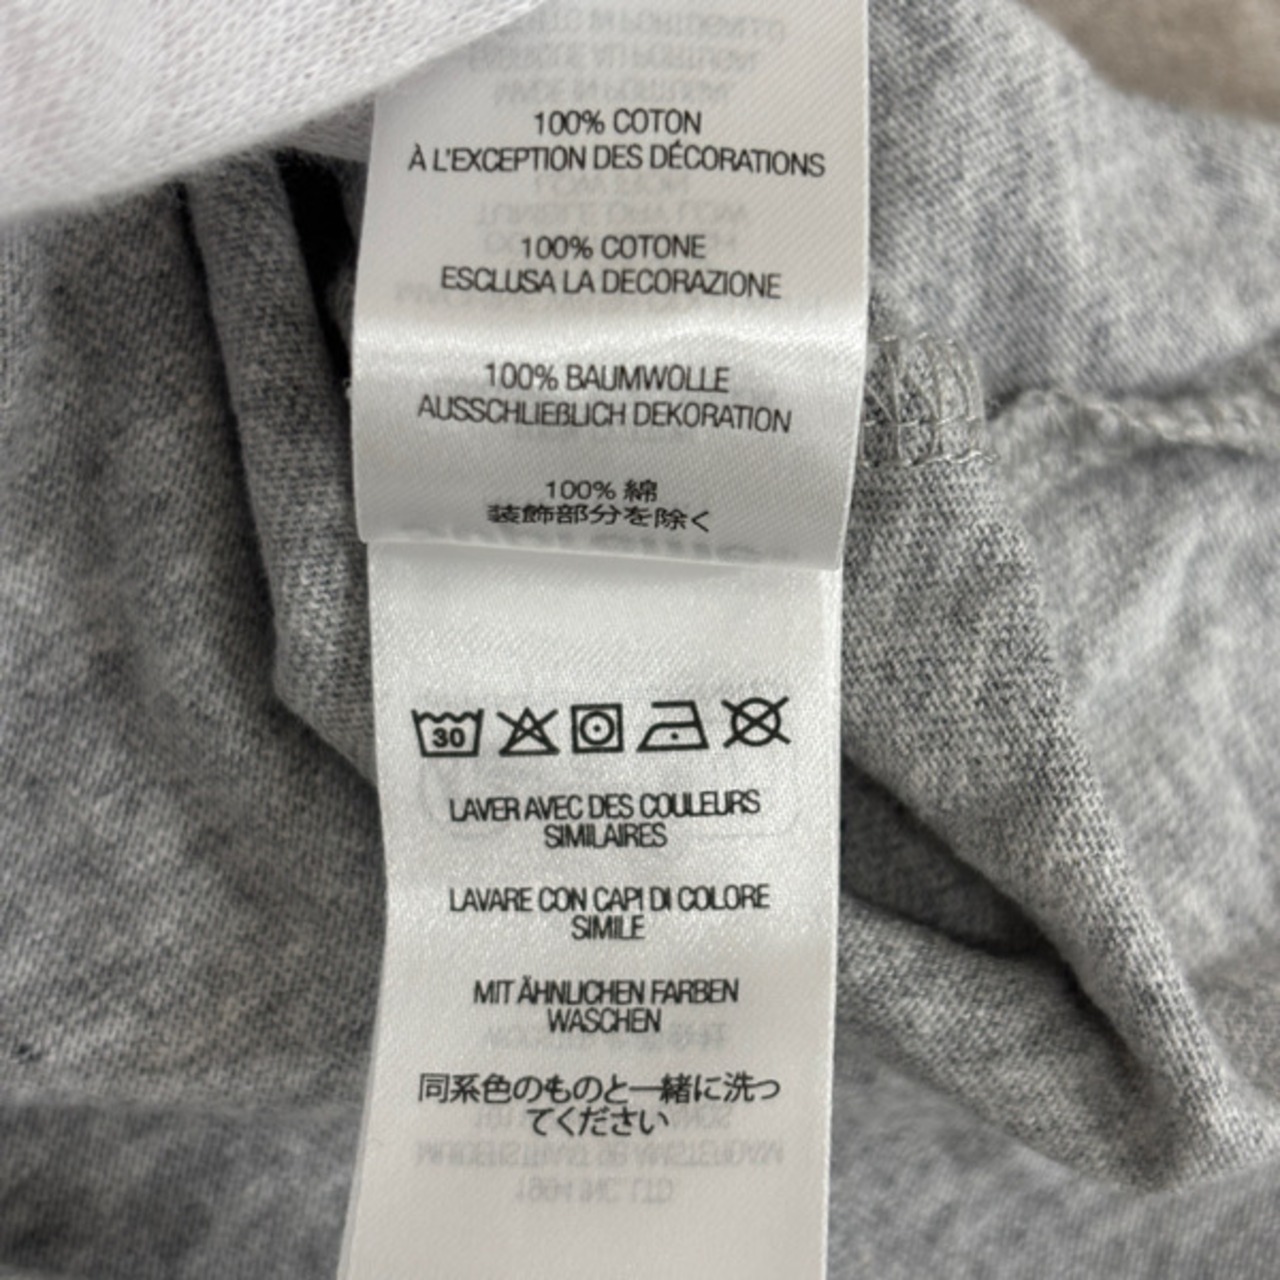 100% COTON
À L'EXCEPTION DES DÉCORATIONS
100% COTONE
ESCLUSA LA DECORAZIONE
100% BAUMWOLLE
AUSSCHLIEßLICH DEKORATION
100% 綿
装飾部分を除く
30
LAVER AVEC DES COULEURS
SIMILAIRES
LAVARE CON CAPI DI COLORE
SIMILE
MIT ÄHNLICHEN FARBEN
WASCHEN
同系色のものと一緒に洗っ
てください